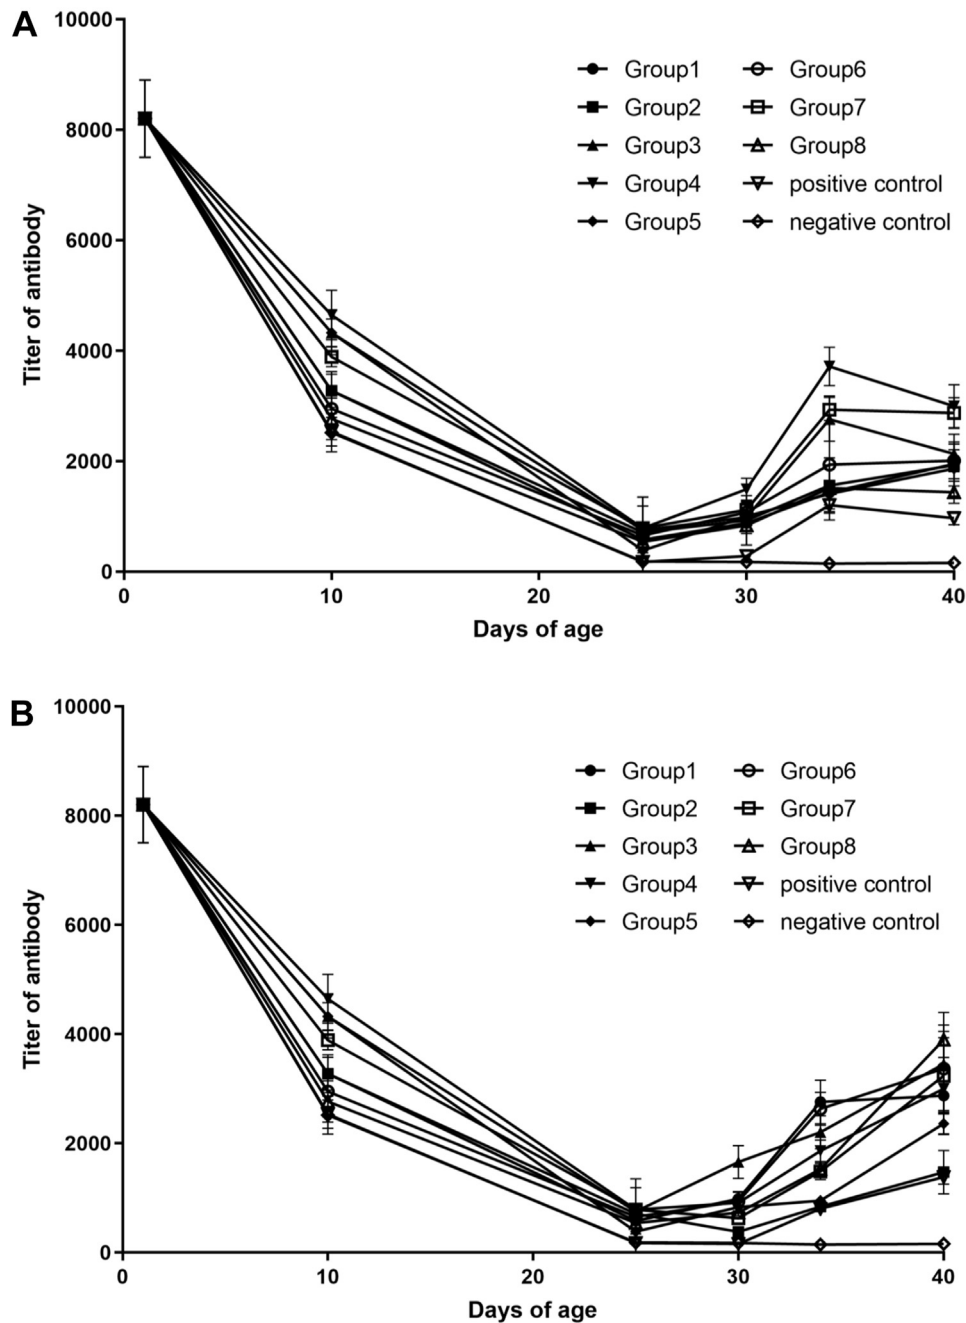 A
10000
8000
6000
4000
2000
0
Titer of antibody
Group1
Group2
Group3
Group4
Group5
Group6
Group7
Group8
positive control
negative control
0 10 20 30 40
Days of age
B
10000
8000
6000
4000
2000
0
Titer of antibody
Group1
Group2
Group3
Group4
Group5
Group6
Group7
Group8
positive control
negative control
0 10 20 30 40
Days of age